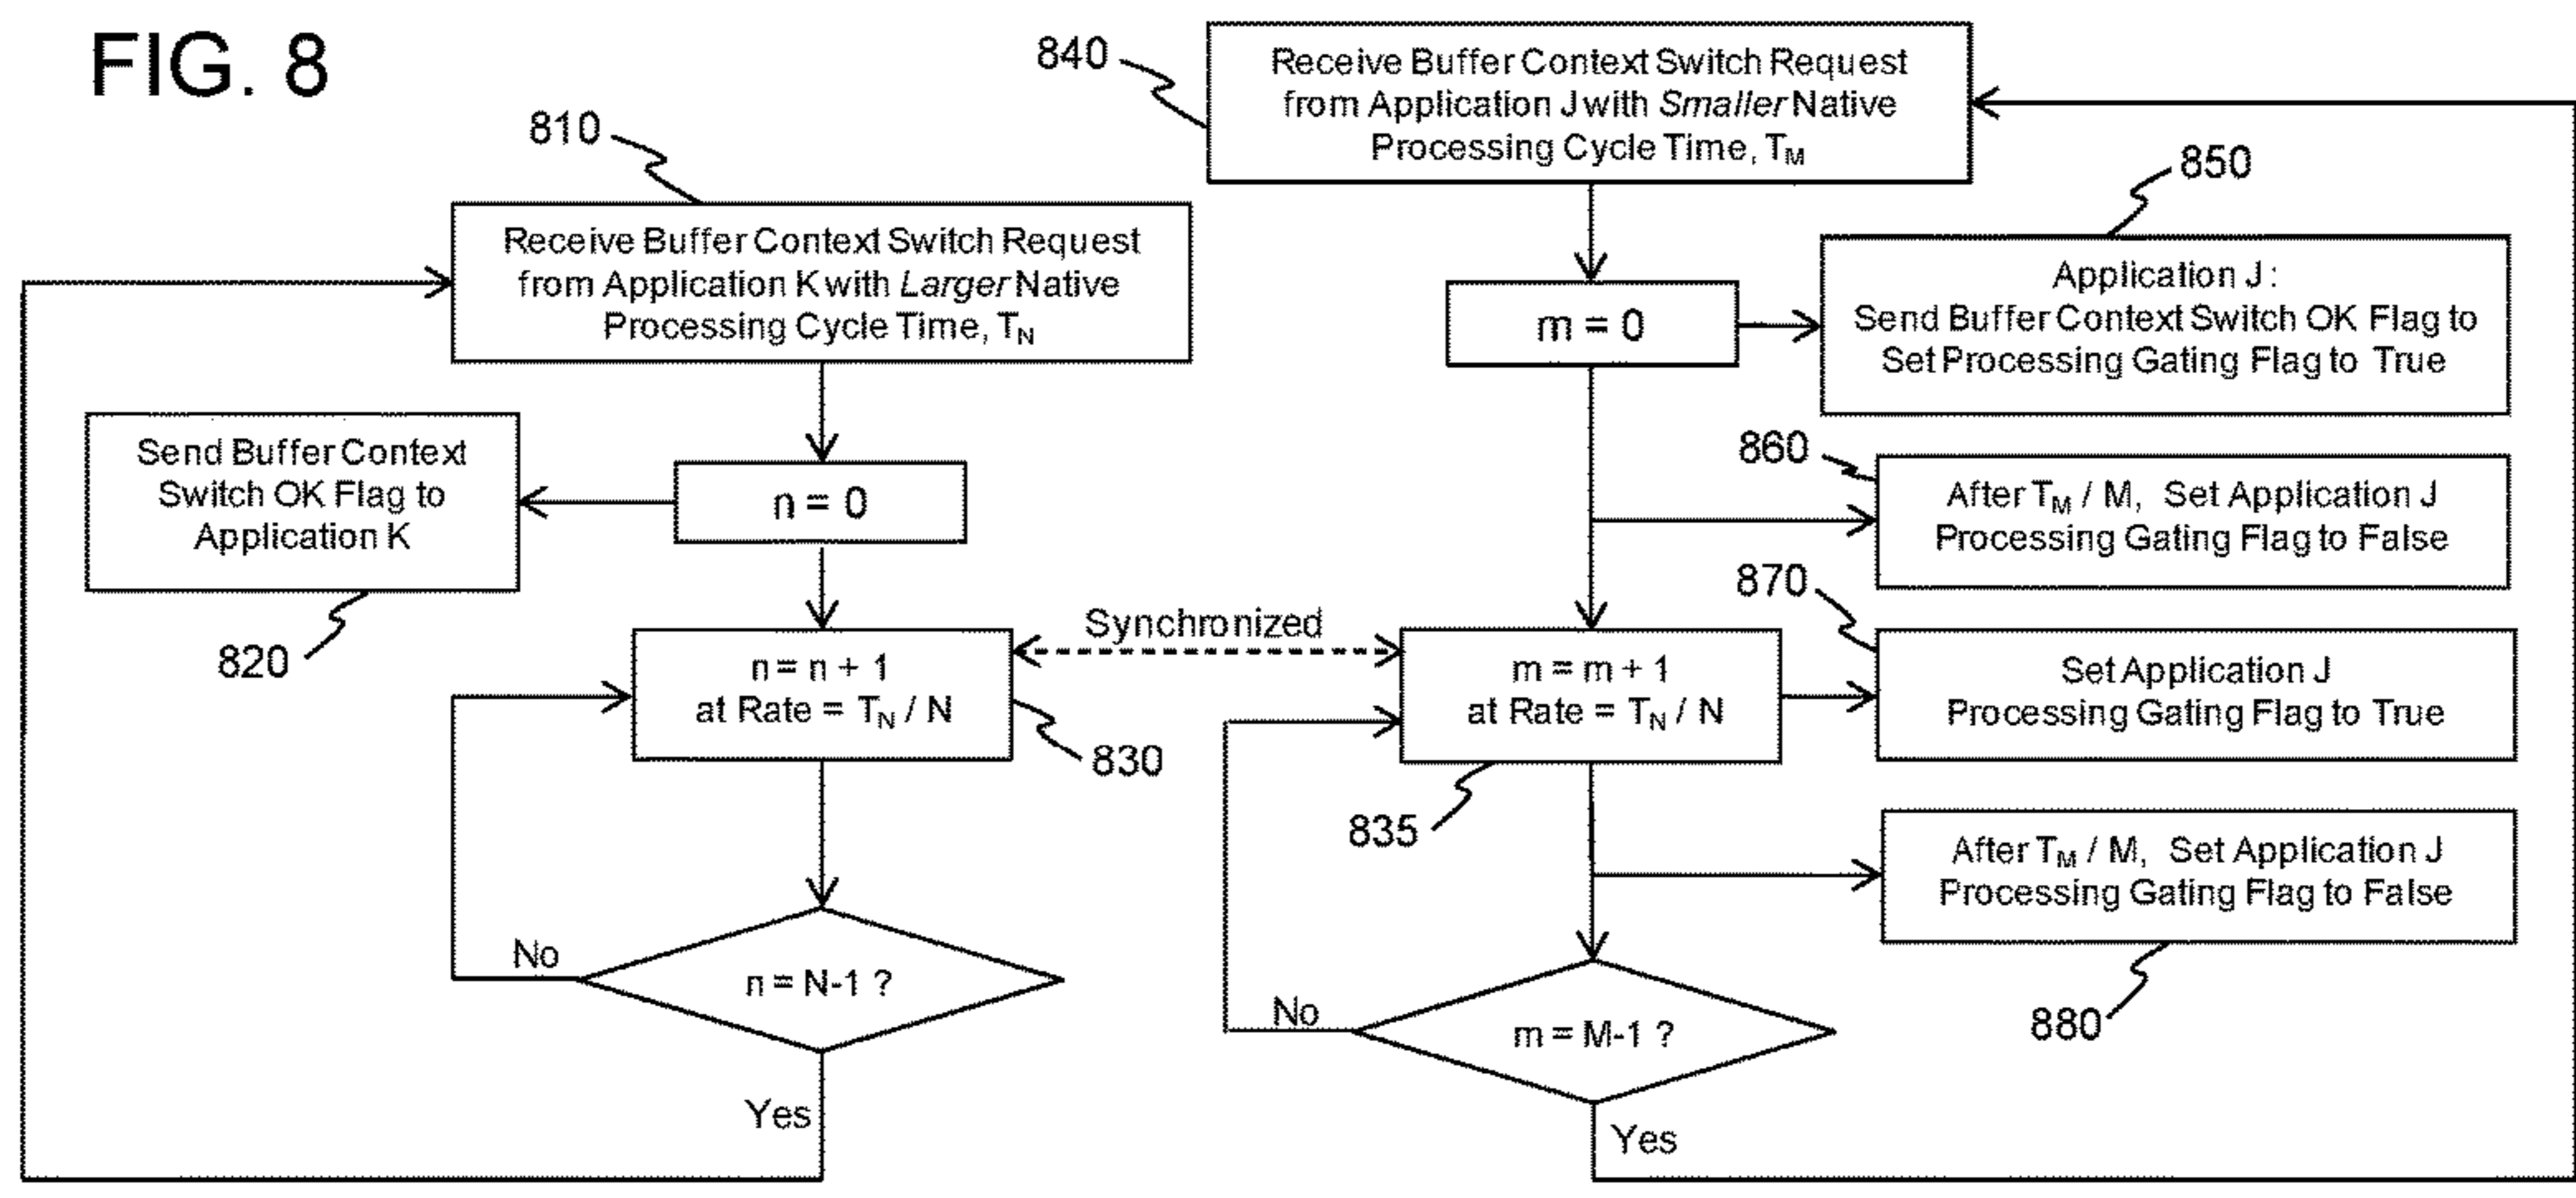 FIG. 8
810
Receive Buffer Context Switch Request
from Application K with Larger Native
Processing Cycle Time, TN
n = 0
Send Buffer Context
Switch OK Flag to
Application K
820
n = n + 1
at Rate = TN / N
830
n = N-1 ?
No
Yes
Synchronized
840
Receive Buffer Context Switch Request
from Application J with Smaller Native
Processing Cycle Time, TM
m = 0
850
Application J:
Send Buffer Context Switch OK Flag to
Set Processing Gating Flag to True
860
After TM / M, Set Application J
Processing Gating Flag to False
m = m + 1
at Rate = TN / N
835
870
Set Application J
Processing Gating Flag to True
After TM / M, Set Application J
Processing Gating Flag to False
880
m = M-1 ?
No
Yes